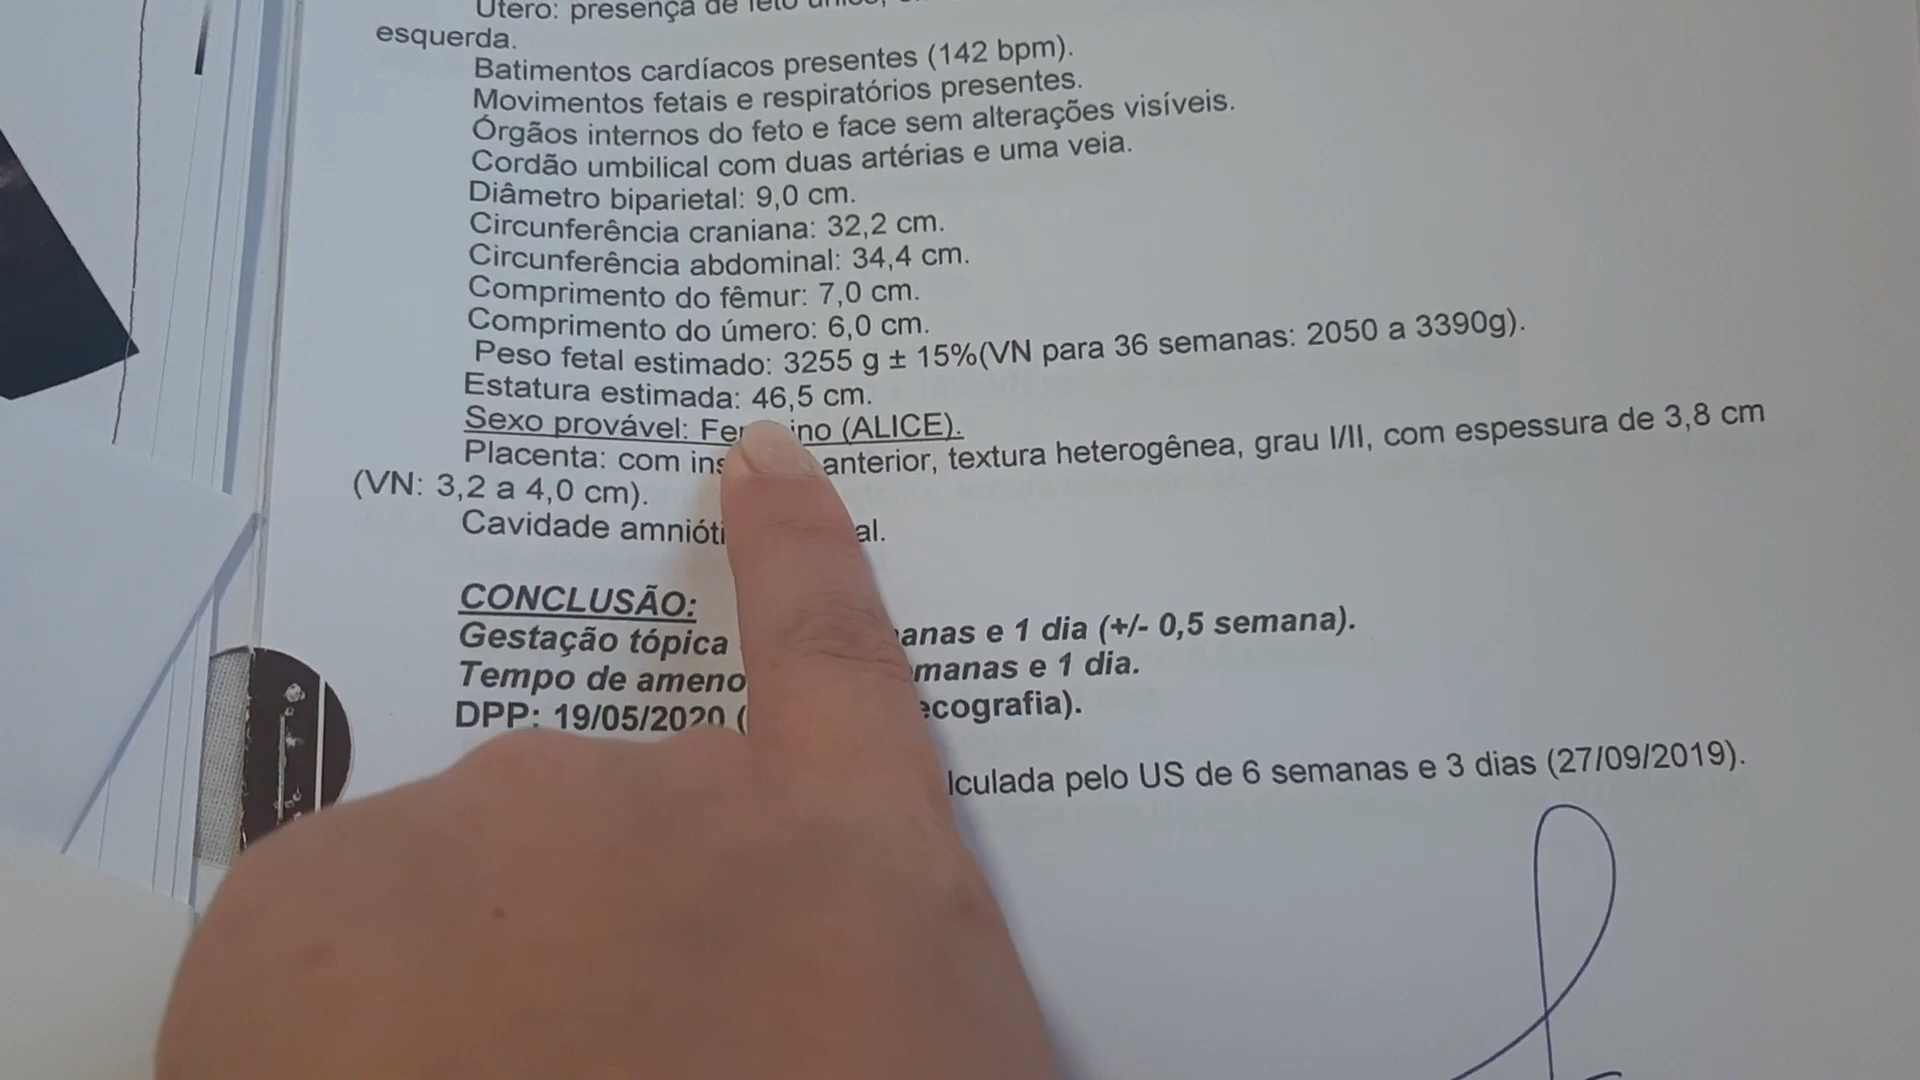 Útero: presença de feto único,
esquerda.
Batimentos cardíacos presentes (142 bpm).
Movimentos fetais e respiratórios presentes.
Órgãos internos do feto e face sem alterações visíveis.
Cordão umbilical com duas artérias e uma veia.
Diâmetro biparietal: 9,0 cm.
Circunferência craniana: 32,2 cm.
Circunferência abdominal: 34,4 cm.
Comprimento do fêmur: 7,0 cm.
Comprimento do úmero: 6,0 cm.
Peso fetal estimado: 3255 g ± 15%(VN para 36 semanas: 2050 a 3390g).
Estatura estimada: 46,5 cm.
Sexo provável: (ALICE).
Placenta: com anterior, textura heterogênea, grau I/II, com espessura de 3,8 cm
(VN: 3,2 a 4,0 cm).
Cavidade
CONCLUSÃO:
Gestação tópica e 1 dia (+/- 0,5 semana).
Tempo de e 1 dia.
DPP: 19/05/2020 ( ecografia).
pelo US de 6 semanas e 3 dias (27/09/2019).